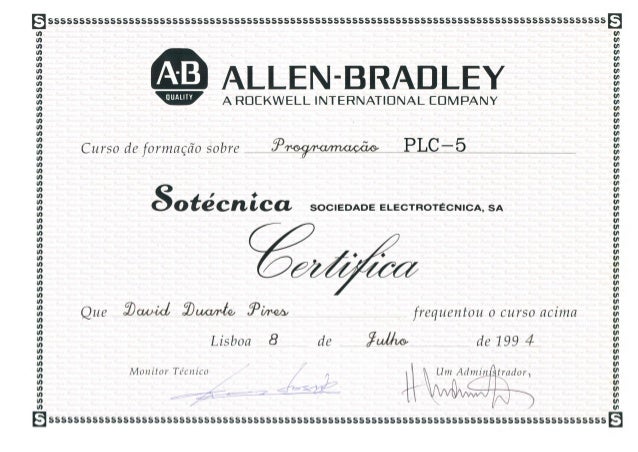 A·B
QUALITY
ALLEN-BRADLEY
A ROCKWELL INTERNATIONAL COMPANY
Curso de formação sobre Programação PLC-5
Sotécnica SOCIEDADE ELECTROTÉCNICA, SA
Certifica
Que David Duarte Pires frequentou o curso acima
Lisboa 8 de Julho de 1994
Monitor Técnico Um Administrador,